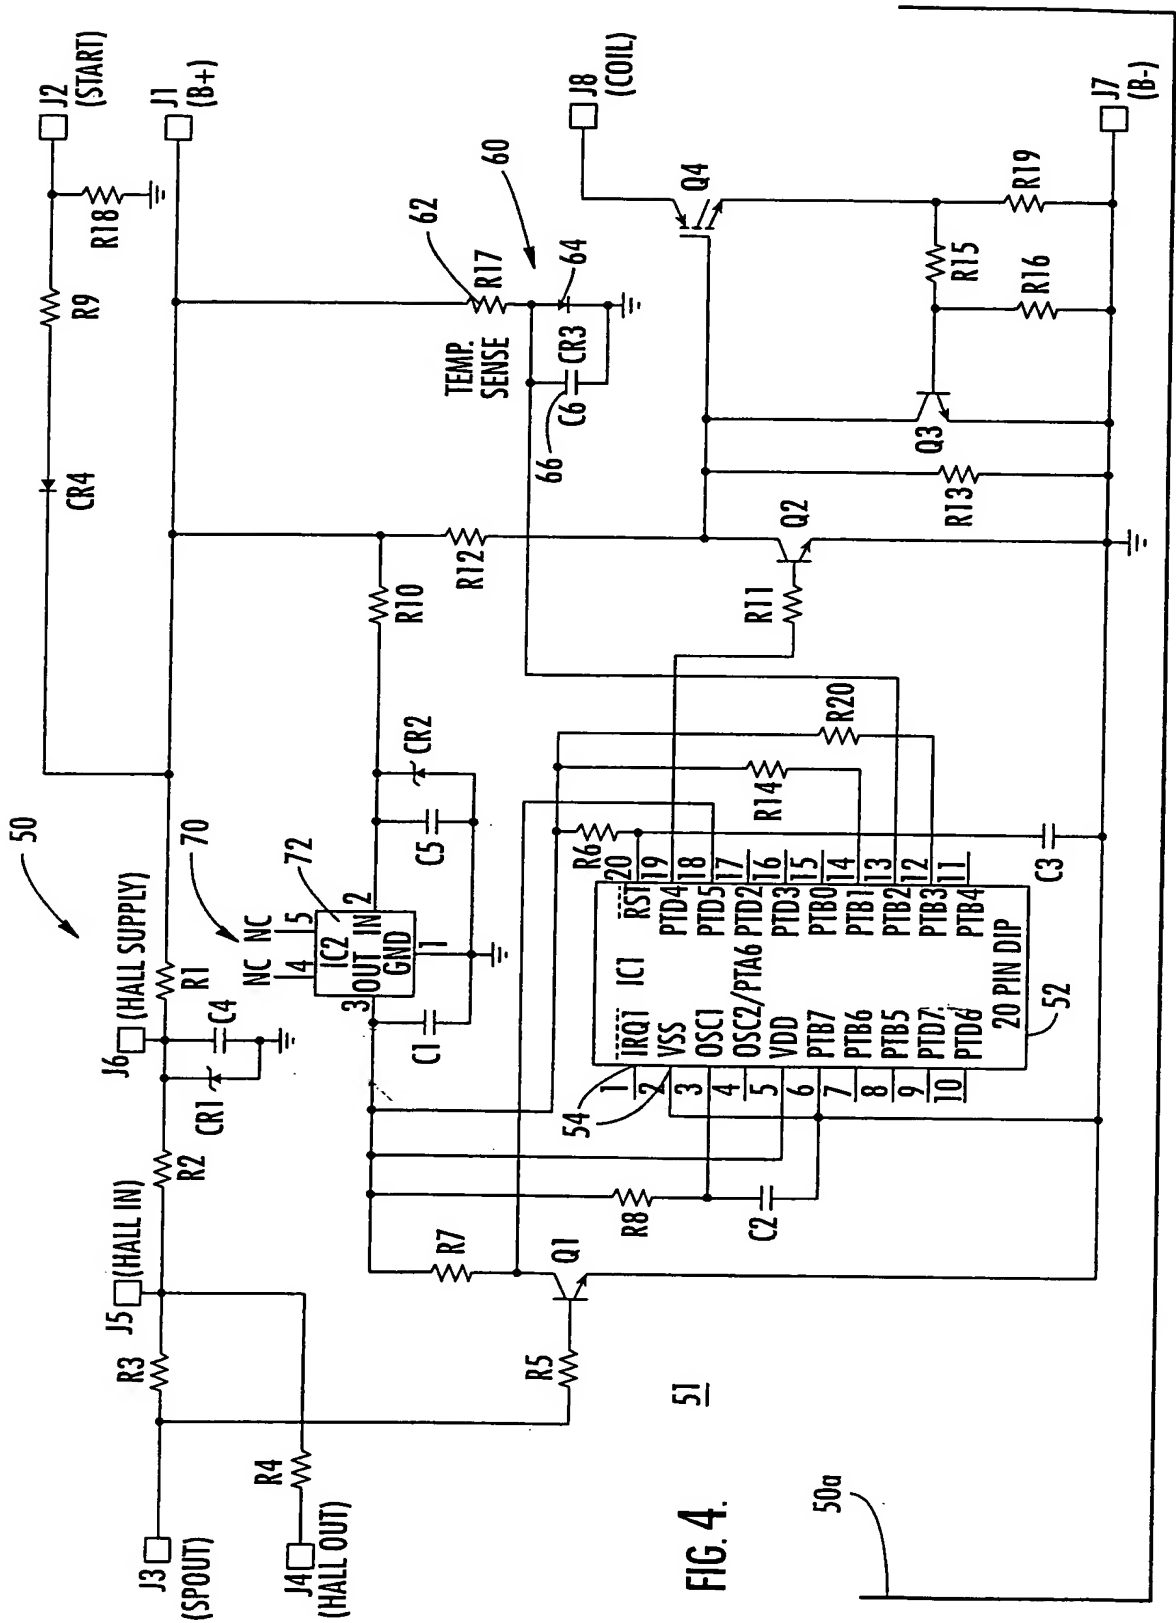 50
J3
(SPOUT)
J4
(HALL OUT)
R4
R3
J5
(HALL IN)
R2
J6
(HALL SUPPLY)
CR1
C4
R1
CR4
R9
J2
(START)
R18
J1
(B+)
70
NC
NC
4
5
72
IC2
3
OUT
IN
2
GND
1
C1
C5
CR2
R10
R12
TEMP.
SENSE
62
R17
60
64
CR3
C6
66
J8
(COIL)
Q4
R5
R7
Q1
R8
C2
54
1
2
3
4
5
6
7
8
9
10
IRQ1
VSS
OSC1
OSC2/PTA6
VDD
PTB7
PTB6
PTB5
PTD7
PTD6
IC1
RST
PTD4
PTD5
PTD2
PTD3
PTB0
PTB1
PTB2
PTB3
PTB4
20
19
18
17
16
15
14
13
12
11
20 PIN DIP
52
R6
C3
R14
R20
R11
Q2
R13
Q3
R15
R16
R19
J7
(B-)
51
FIG. 4.
50a